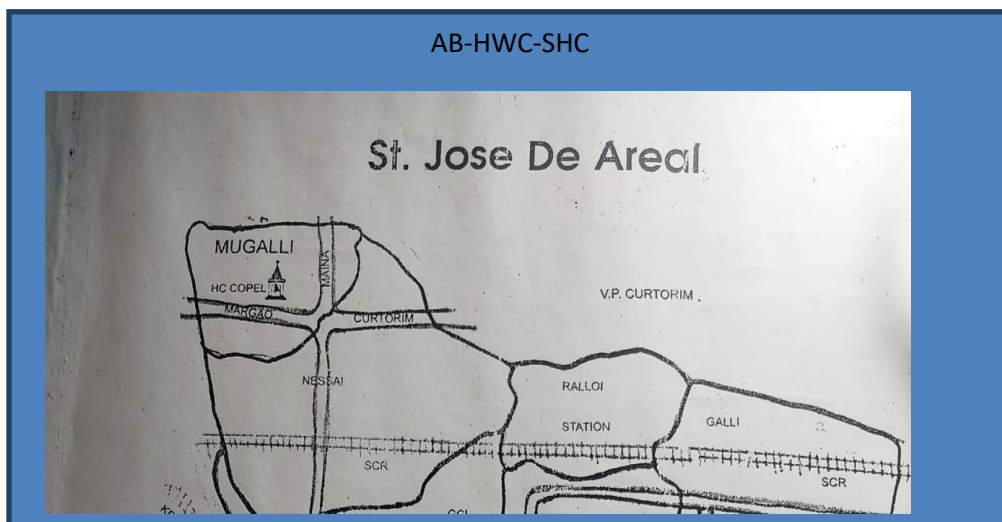 AB-HWC-SHC
St. Jose De Areal
MUGALLI
MAINA
HC COPEL
V.P. CURTORIM
MARGAO
CURTORIM
NESSAI
RALLOI
STATION
GALLI
SCR
SCR